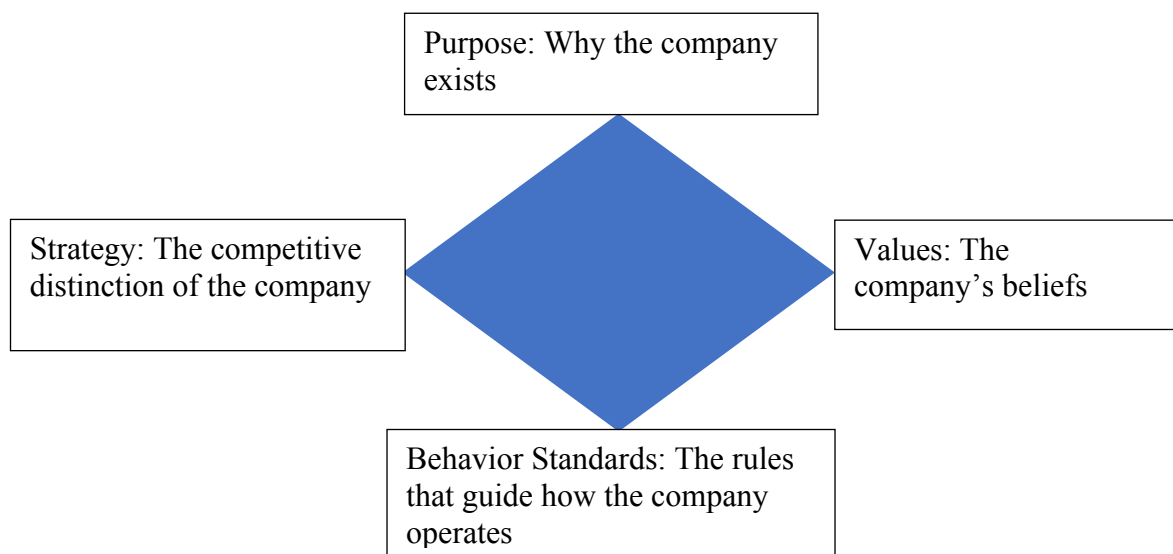 Purpose: Why the company
exists
Strategy: The competitive
distinction of the company
Values: The
company’s beliefs
Behavior Standards: The rules
that guide how the company
operates